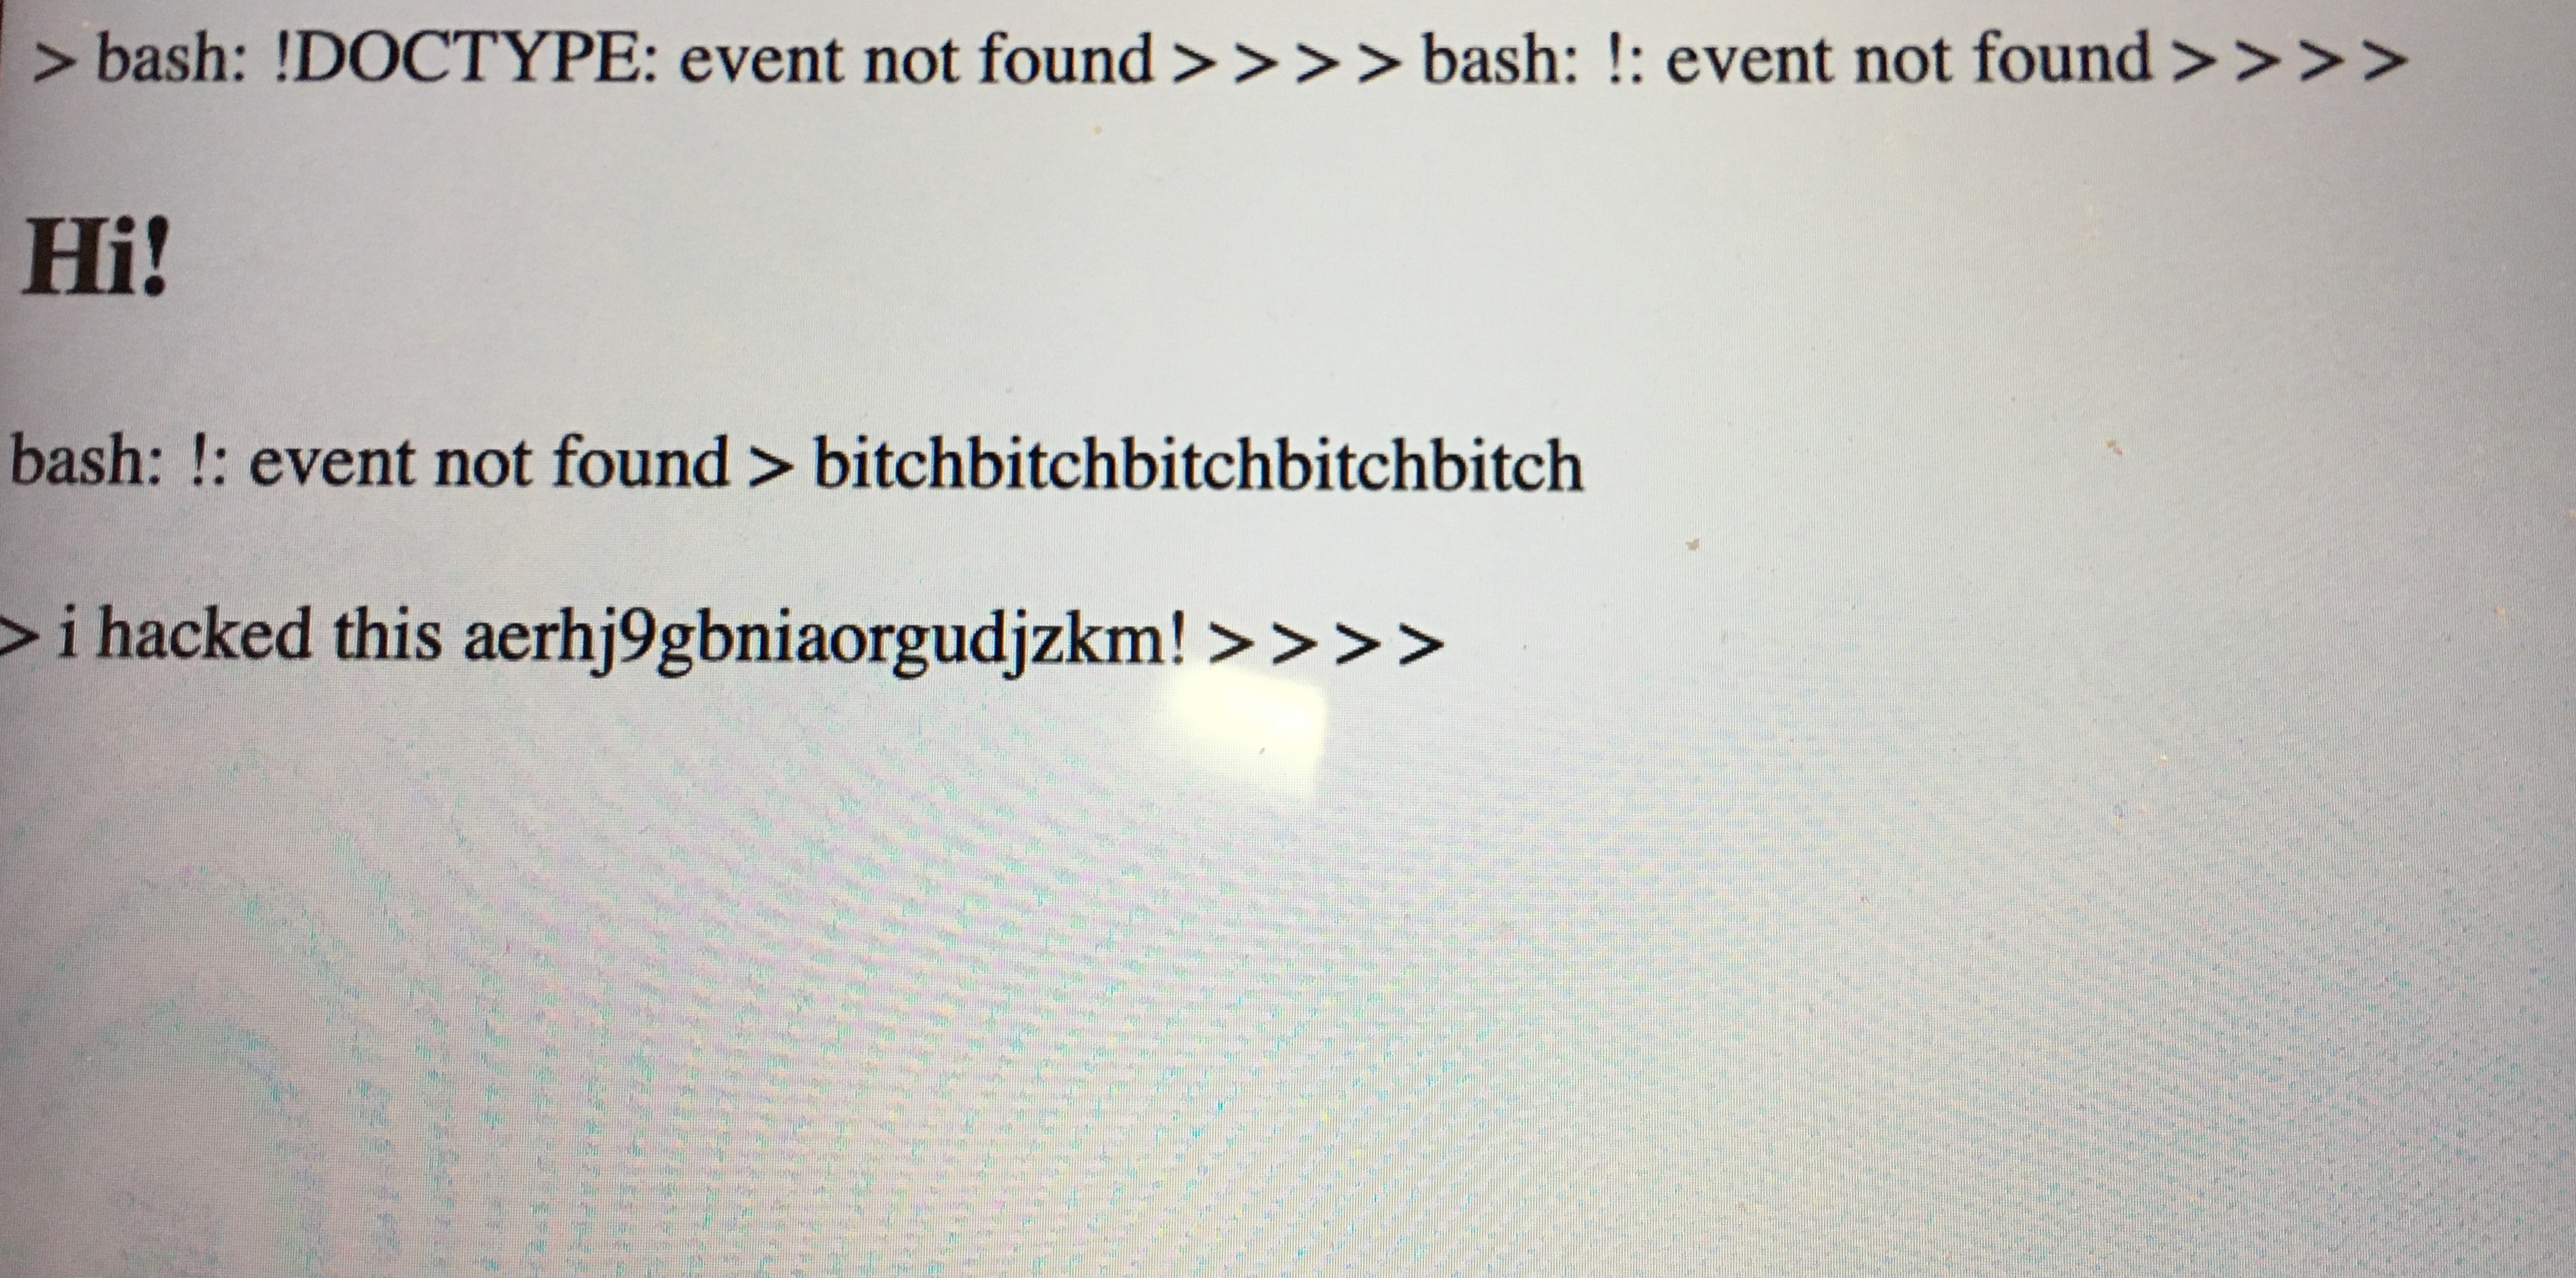 > bash: !DOCTYPE: event not found > > > > bash: !: event not found > > > >
Hi!
bash: !: event not found > bitchbitchbitchbitchbitch
> i hacked this aerhj9gbniaorgudjzkm! > > > >